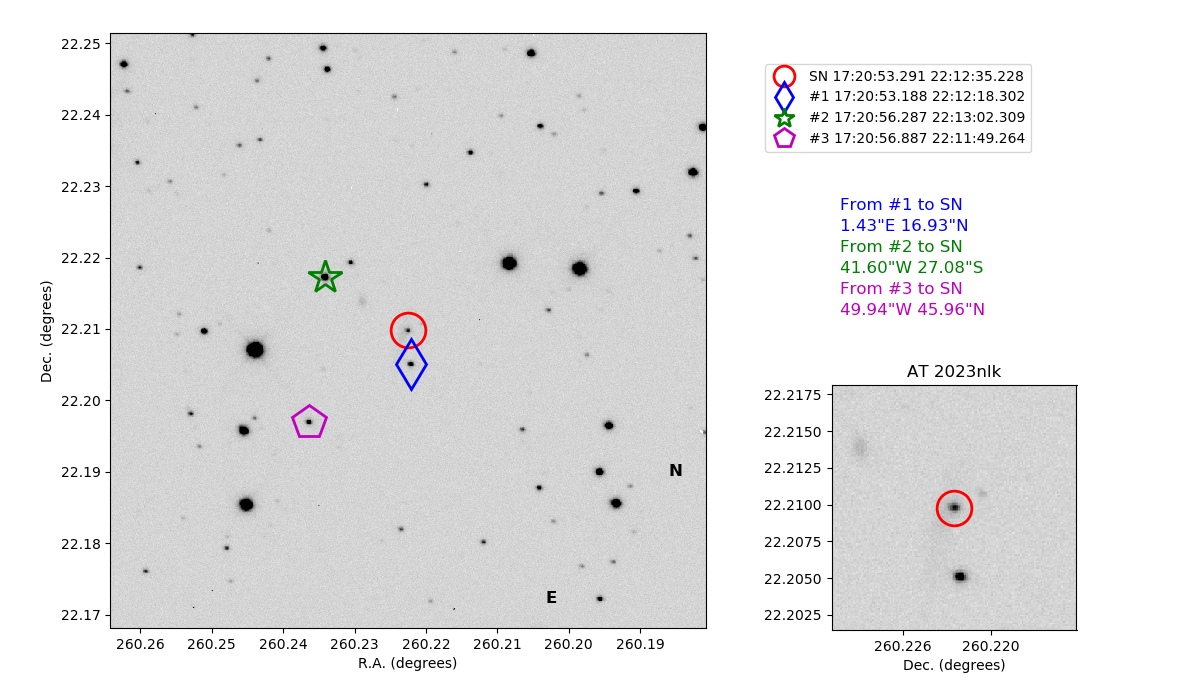 22.25
22.24
22.23
22.22
22.21
22.20
22.19
22.18
22.17
Dec. (degrees)
260.26 260.25 260.24 260.23 260.22 260.21 260.20 260.19
R.A. (degrees)
N
E
SN 17:20:53.291 22:12:35.228
#1 17:20:53.188 22:12:18.302
#2 17:20:56.287 22:13:02.309
#3 17:20:56.887 22:11:49.264
From #1 to SN
1.43"E 16.93"N
From #2 to SN
41.60"W 27.08"S
From #3 to SN
49.94"W 45.96"N
AT 2023nlk
22.2175
22.2150
22.2125
22.2100
22.2075
22.2050
22.2025
260.226 260.220
Dec. (degrees)